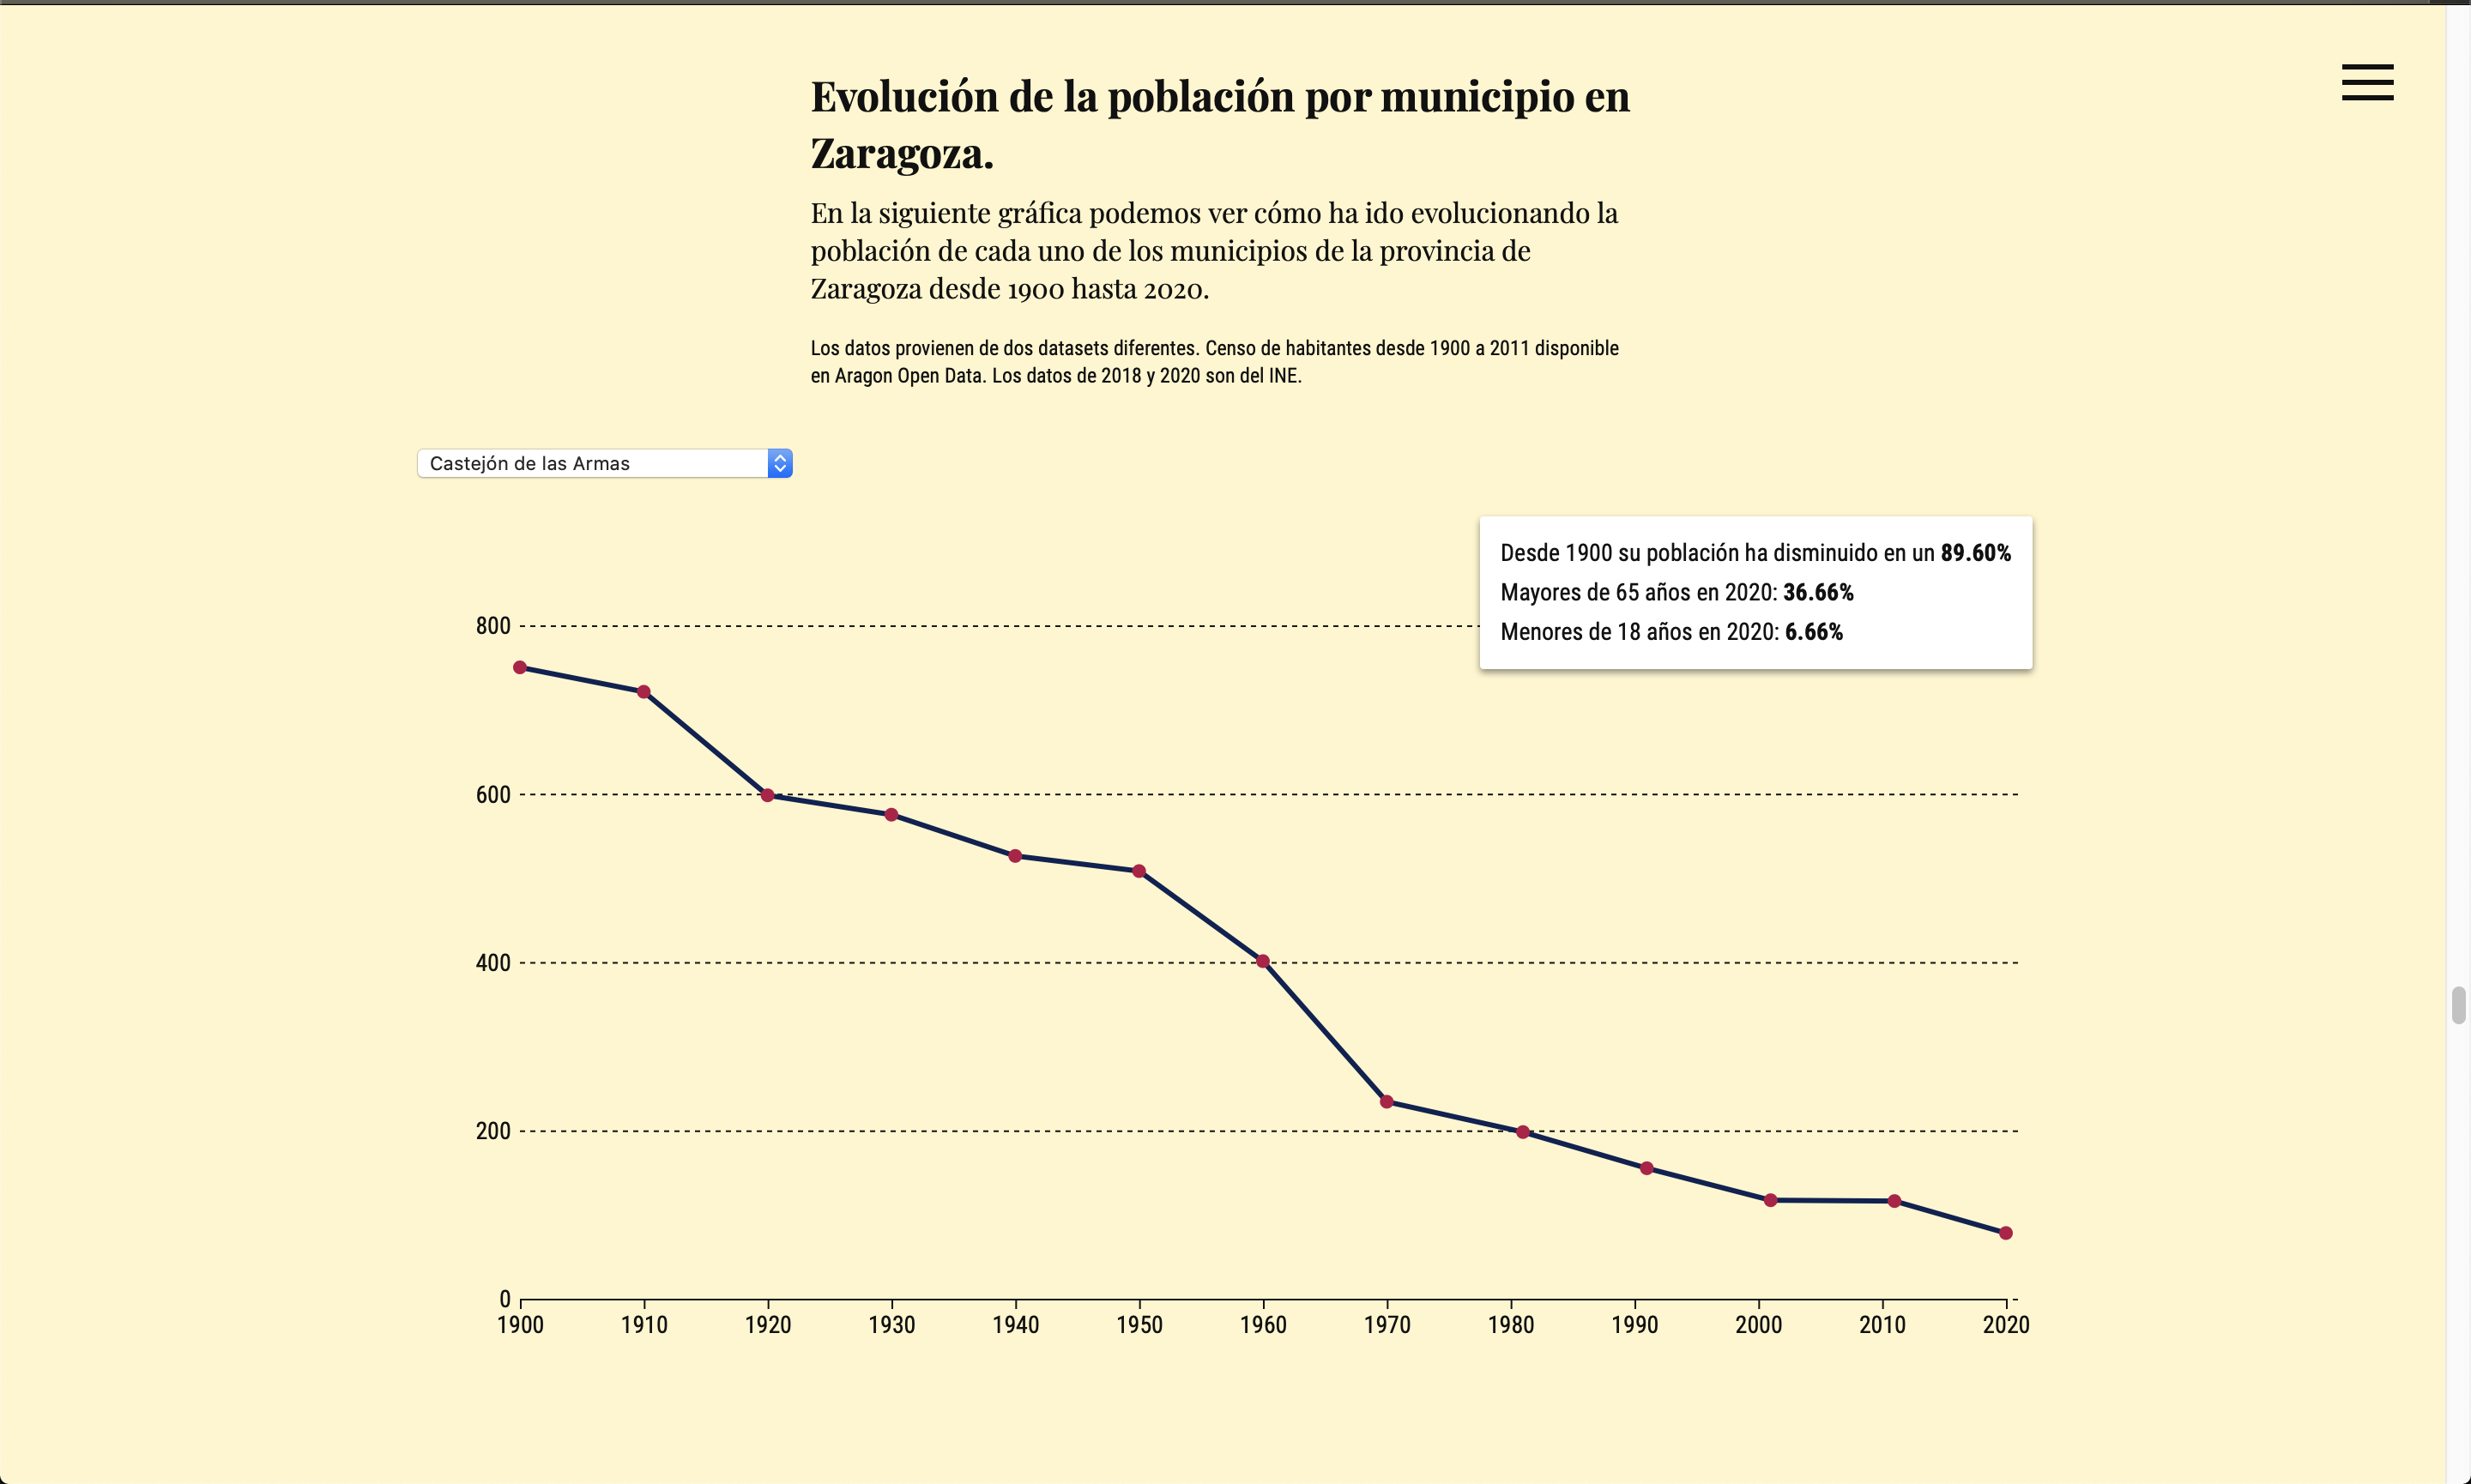 Evolución de la población por municipio en
Zaragoza.
En la siguiente gráfica podemos ver cómo ha ido evolucionando la
población de cada uno de los municipios de la provincia de
Zaragoza desde 1900 hasta 2020.
Los datos provienen de dos datasets diferentes. Censo de habitantes desde 1900 a 2011 disponible
en Aragon Open Data. Los datos de 2018 y 2020 son del INE.
Castejón de las Armas
Desde 1900 su población ha disminuido en un 89.60%
Mayores de 65 años en 2020: 36.66%
Menores de 18 años en 2020: 6.66%
800
600
400
200
0
1900 1910 1920 1930 1940 1950 1960 1970 1980 1990 2000 2010 2020